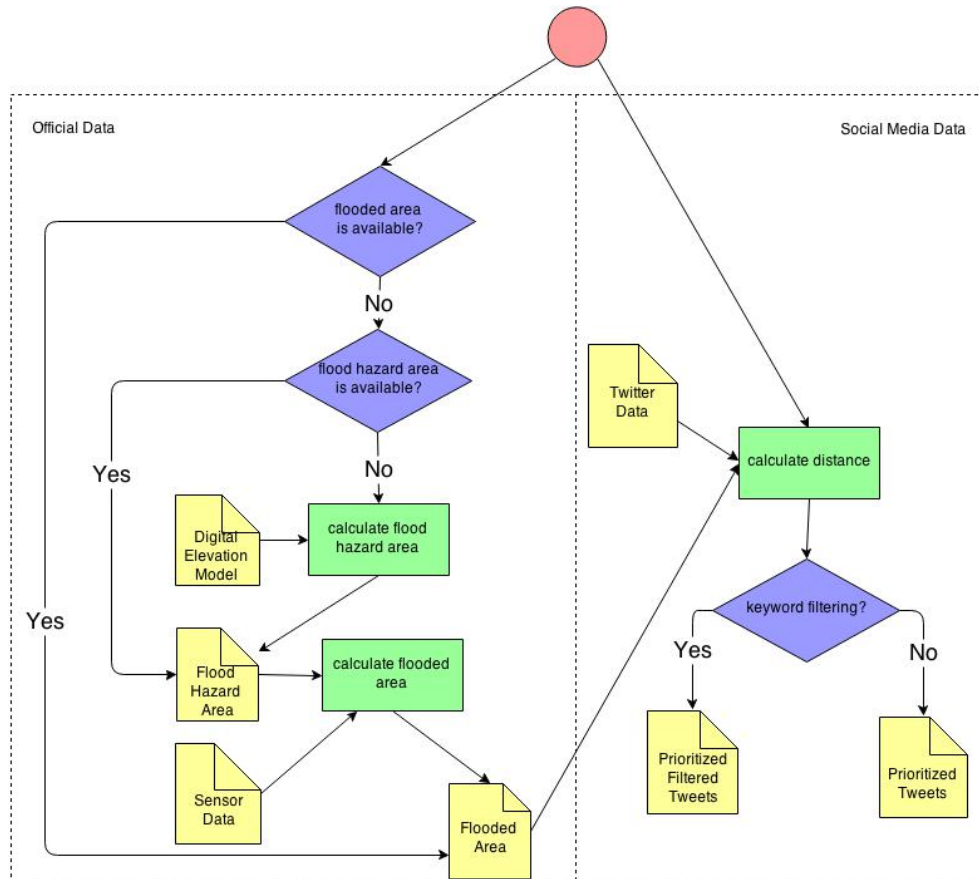 Official Data
Social Media Data
flooded area
is available?
No
flood hazard area
is available?
Twitter
Data
calculate distance
Yes
No
Digital
Elevation
Model
calculate flood
hazard area
keyword filtering?
Yes
Yes
No
Flood
Hazard
Area
calculate flooded
area
Prioritized
Filtered
Tweets
Prioritized
Tweets
Sensor
Data
Flooded
Area